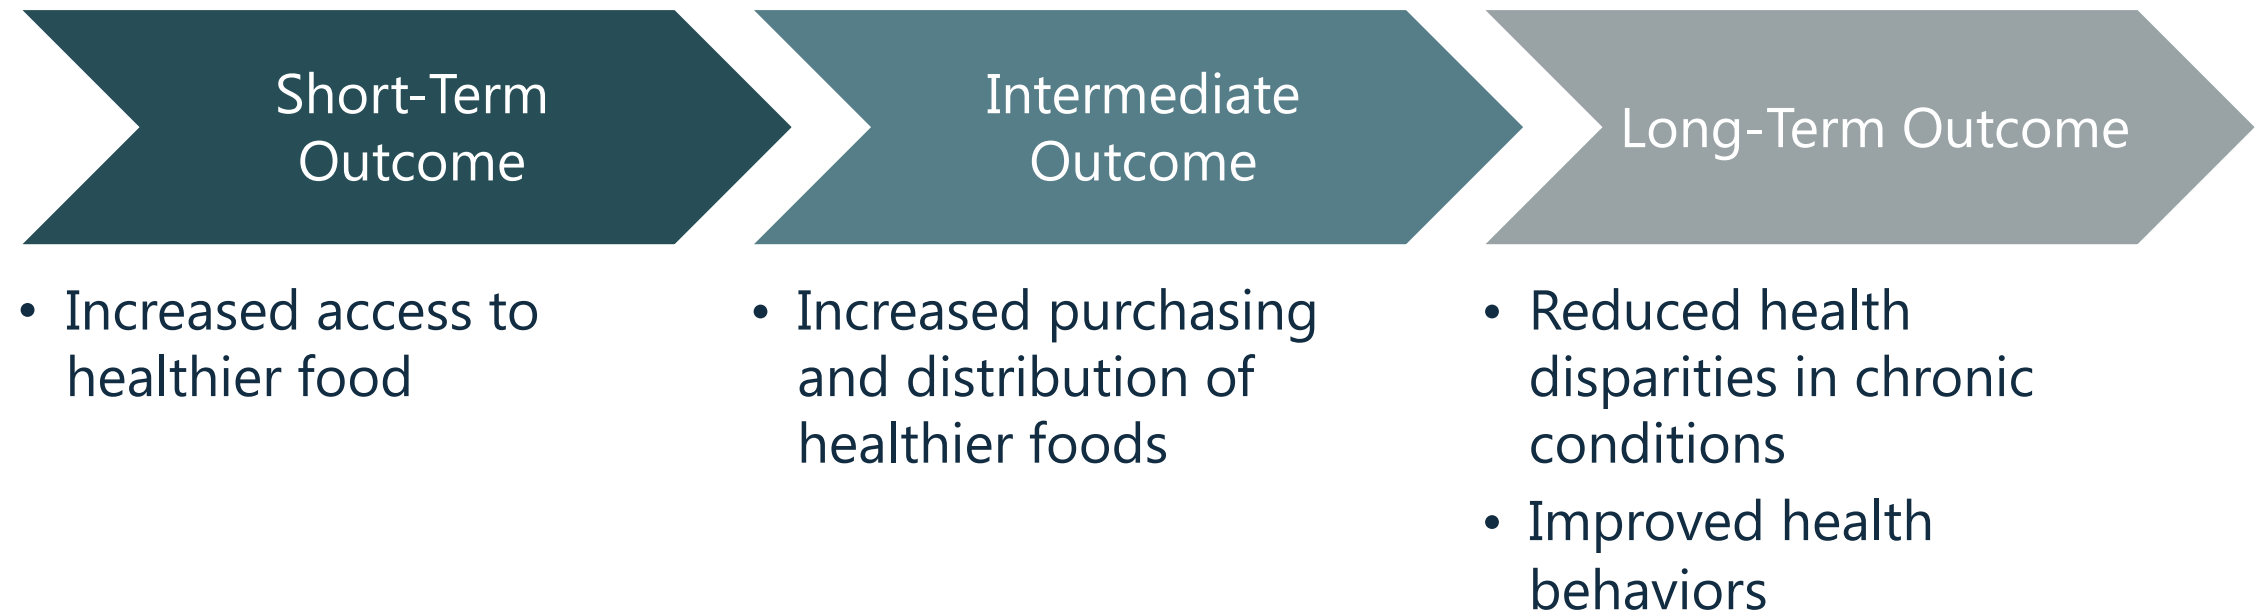 Short-Term
Outcome
• Increased access to
healthier food
Intermediate
Outcome
• Increased purchasing
and distribution of
healthier foods
Long-Term Outcome
• Reduced health
disparities in chronic
conditions
• Improved health
behaviors